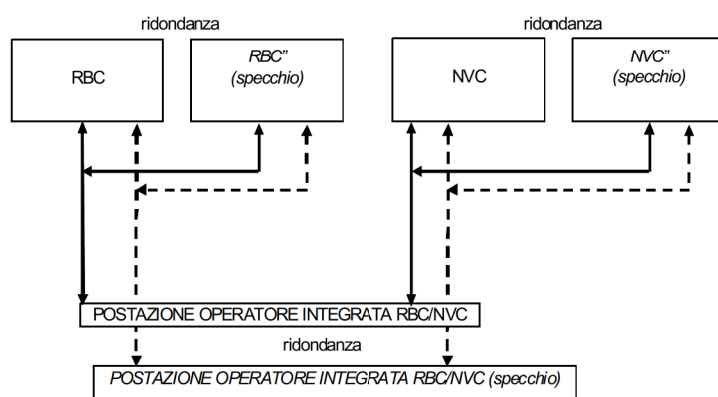 ridondanza
ridondanza
RBC
RBC"
(specchio)
NVC
NVC"
(specchio)
POSTAZIONE OPERATORE INTEGRATA RBC/NVC
ridondanza
POSTAZIONE OPERATORE INTEGRATA RBC/NVC (specchio)